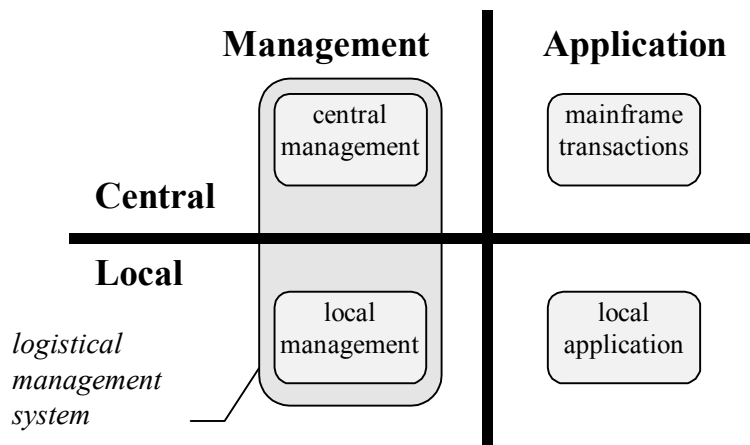 Management
Application
central
management
mainframe
transactions
Central
Local
local
management
local
application
logistical
management
system